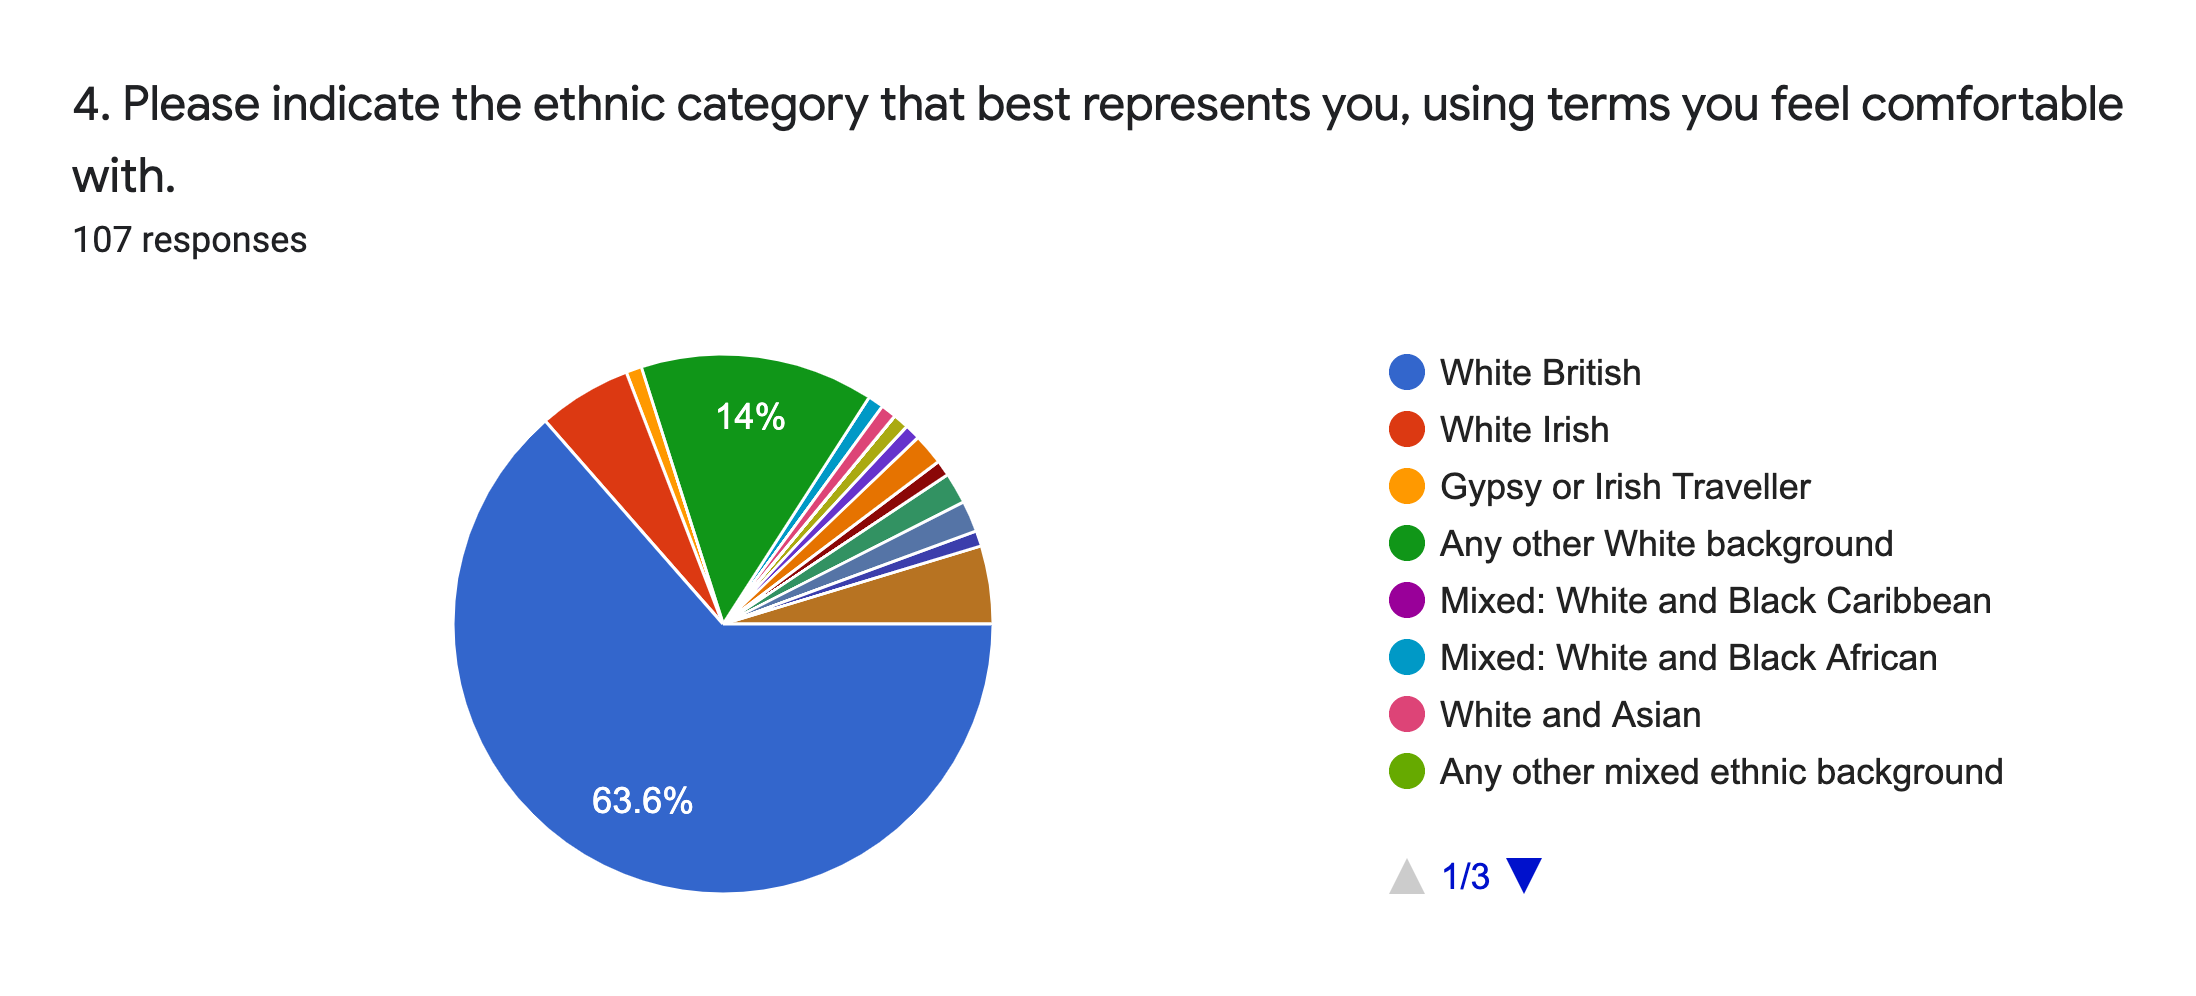 4. Please indicate the ethnic category that best represents you, using terms you feel comfortable
with.
107 responses
14%
63.6%
White British
White Irish
Gypsy or Irish Traveller
Any other White background
Mixed: White and Black Caribbean
Mixed: White and Black African
White and Asian
Any other mixed ethnic background
1/3